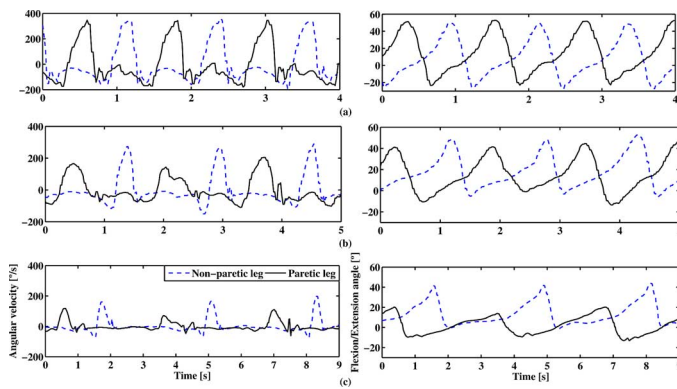 400 60
200 40
20
0 0
-200 -20
0 1 2 3 4 0 1 2 3 4
(a)
400 60
200 40
20
0 0
-200 -20
0 1 2 3 4 5 0 1 2 3 4 5
(b)
Angular velocity [°/s]
400
200
0
-200
Non-paretic leg Paretic leg
0 1 2 3 4 5 6 7 8 9
Time [s]
Flexion/Extension angle [°]
60
40
20
0
-20
0 1 2 3 4 5 6 7 8 9
Time [s]
(c)